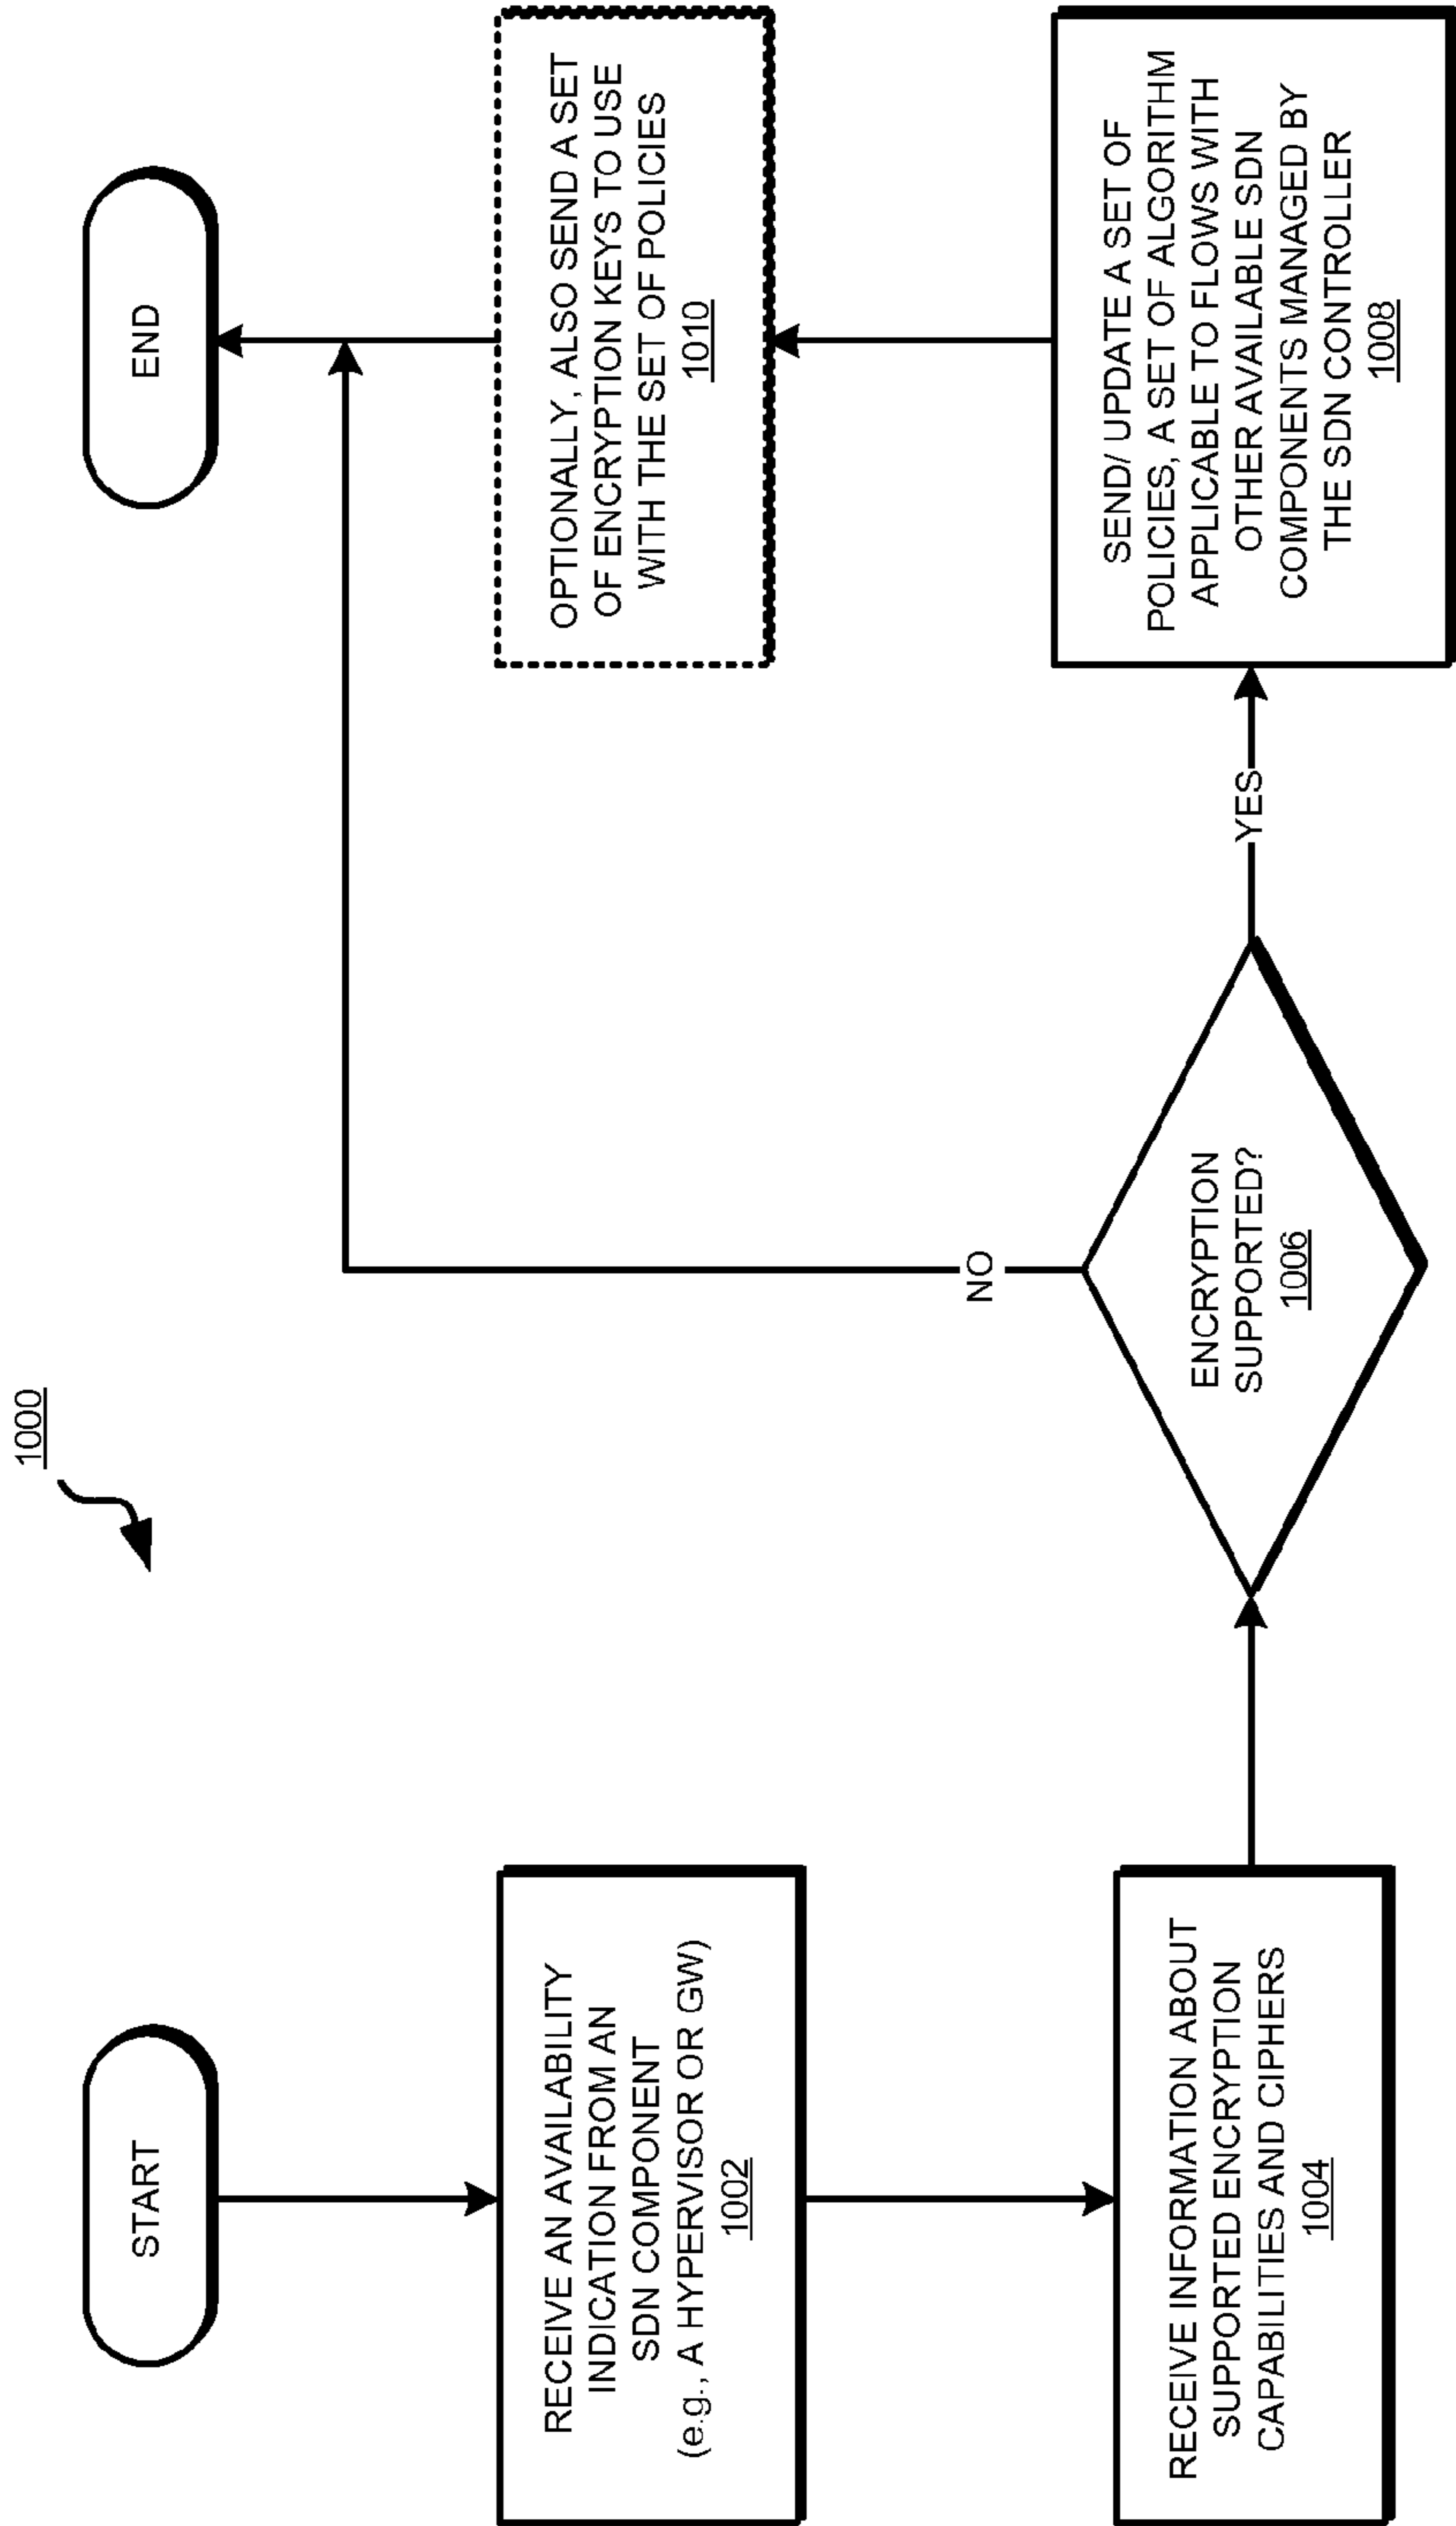 1000
START
RECEIVE AN AVAILABILITY
INDICATION FROM AN
SDN COMPONENT
(e.g., A HYPERVISOR OR GW)
1002
RECEIVE INFORMATION ABOUT
SUPPORTED ENCRYPTION
CAPABILITIES AND CIPHERS
1004
ENCRYPTION
SUPPORTED?
1006
NO
YES
SEND/ UPDATE A SET OF
POLICIES, A SET OF ALGORITHM
APPLICABLE TO FLOWS WITH
OTHER AVAILABLE SDN
COMPONENTS MANAGED BY
THE SDN CONTROLLER
1008
OPTIONALLY, ALSO SEND A SET
OF ENCRYPTION KEYS TO USE
WITH THE SET OF POLICIES
1010
END